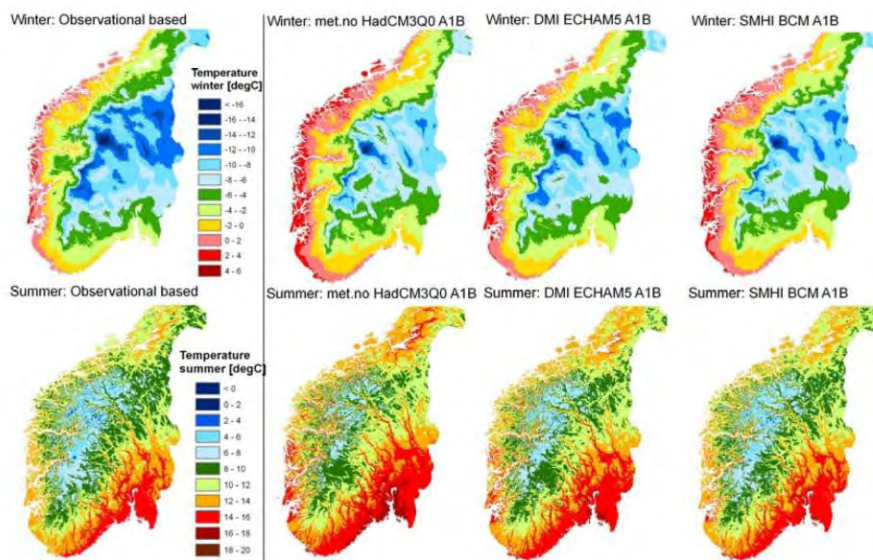 Winter: Observational based
Winter: met.no HadCM3Q0 A1B
Winter: DMI ECHAM5 A1B
Winter: SMHI BCM A1B
Temperature
winter [degC]
< -16
-16 - -14
-14 - -12
-12 - -10
-10 - -8
-8 - -6
-6 - -4
-4 - -2
-2 - 0
0 - 2
2 - 4
4 - 6
Summer: Observational based
Summer: met.no HadCM3Q0 A1B
Summer: DMI ECHAM5 A1B
Summer: SMHI BCM A1B
Temperature
summer [degC]
< 0
0 - 2
2 - 4
4 - 6
6 - 8
8 - 10
10 - 12
12 - 14
14 - 16
16 - 18
18 - 20